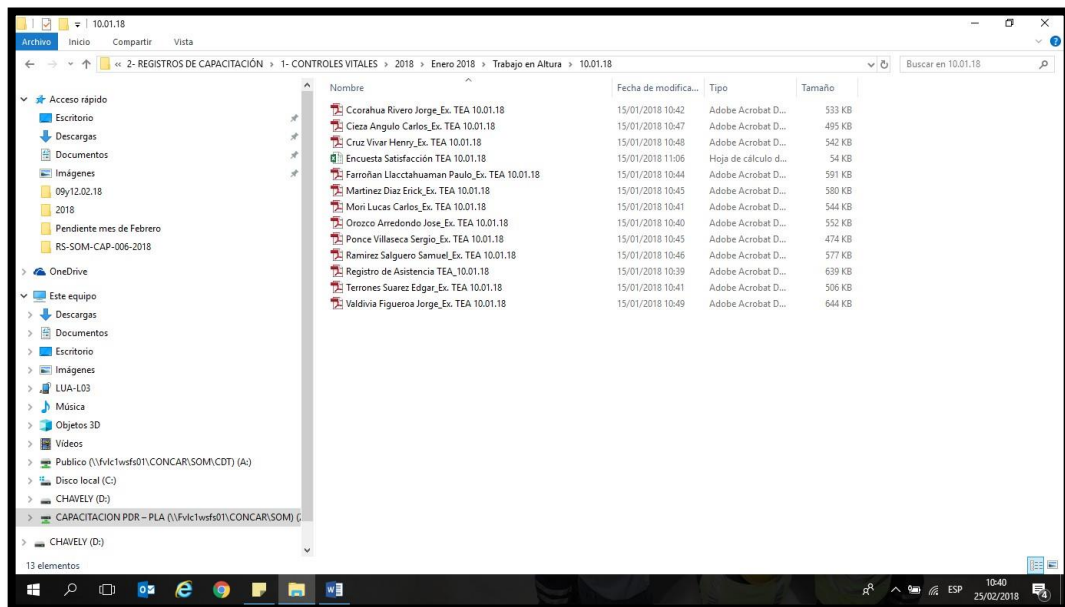 10.01.18
Archivo Inicio Compartir Vista
« 2- REGISTROS DE CAPACITACIÓN > 1- CONTROLES VITALES > 2018 > Enero 2018 > Trabajo en Altura > 10.01.18
Buscar en 10.01.18
Acceso rápido
Escritorio
Descargas
Documentos
Imágenes
09y12.02.18
2018
Pendiente mes de Febrero
RS-SOM-CAP-006-2018
OneDrive
Este equipo
Descargas
Documentos
Escritorio
Imágenes
LUA-L03
Música
Objetos 3D
Vídeos
Publico (\\fvlc1wsfs01\CONCAR\SOM\CDT) (A:)
Disco local (C:)
CHAVELY (D:)
CAPACITACION PDR – PLA (\\Fvlc1wsfs01\CONCAR\SOM) (
CHAVELY (D:)
Nombre Fecha de modifica... Tipo Tamaño
Ccorahua Rivero Jorge_Ex. TEA 10.01.18 15/01/2018 10:42 Adobe Acrobat D... 533 KB
Cieza Angulo Carlos_Ex. TEA 10.01.18 15/01/2018 10:47 Adobe Acrobat D... 495 KB
Cruz Vivar Henry_Ex. TEA 10.01.18 15/01/2018 10:48 Adobe Acrobat D... 542 KB
Encuesta Satisfacción TEA 10.01.18 15/01/2018 11:06 Hoja de cálculo d... 54 KB
Farroñan Llacctahuaman Paulo_Ex. TEA 10.01.18 15/01/2018 10:44 Adobe Acrobat D... 591 KB
Martinez Diaz Erick_Ex. TEA 10.01.18 15/01/2018 10:45 Adobe Acrobat D... 580 KB
Mori Lucas Carlos_Ex. TEA 10.01.18 15/01/2018 10:41 Adobe Acrobat D... 544 KB
Orozco Arredondo Jose_Ex. TEA 10.01.18 15/01/2018 10:40 Adobe Acrobat D... 552 KB
Ponce Villaseca Sergio_Ex. TEA 10.01.18 15/01/2018 10:45 Adobe Acrobat D... 474 KB
Ramirez Salguero Samuel_Ex. TEA 10.01.18 15/01/2018 10:46 Adobe Acrobat D... 577 KB
Registro de Asistencia TEA_10.01.18 15/01/2018 10:39 Adobe Acrobat D... 639 KB
Terrones Suarez Edgar_Ex. TEA 10.01.18 15/01/2018 10:41 Adobe Acrobat D... 506 KB
Valdivia Figueroa Jorge_Ex. TEA 10.01.18 15/01/2018 10:49 Adobe Acrobat D... 644 KB
13 elementos
ESP
10:40
25/02/2018